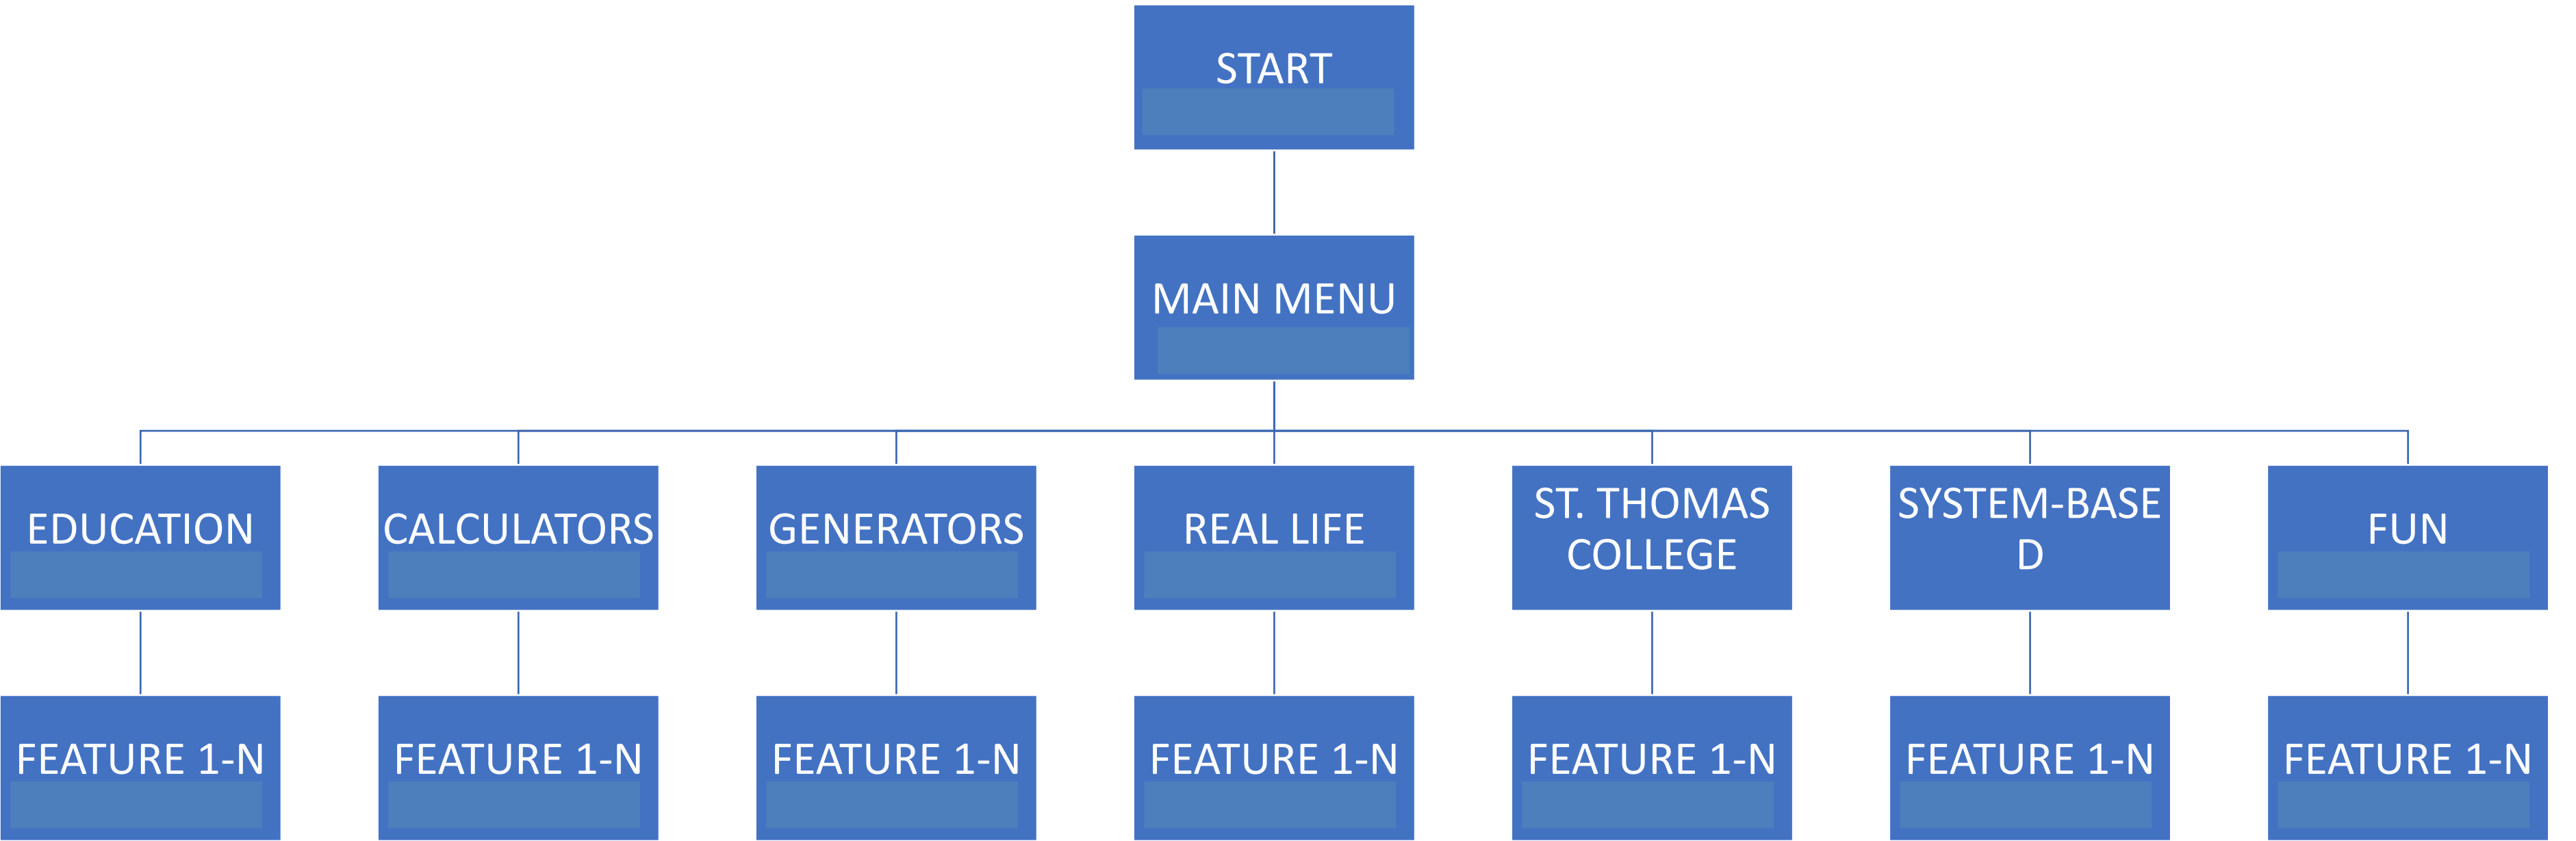 START
MAIN MENU
EDUCATION
CALCULATORS
GENERATORS
REAL LIFE
ST. THOMAS
COLLEGE
SYSTEM-BASE
D
FUN
FEATURE 1-N
FEATURE 1-N
FEATURE 1-N
FEATURE 1-N
FEATURE 1-N
FEATURE 1-N
FEATURE 1-N